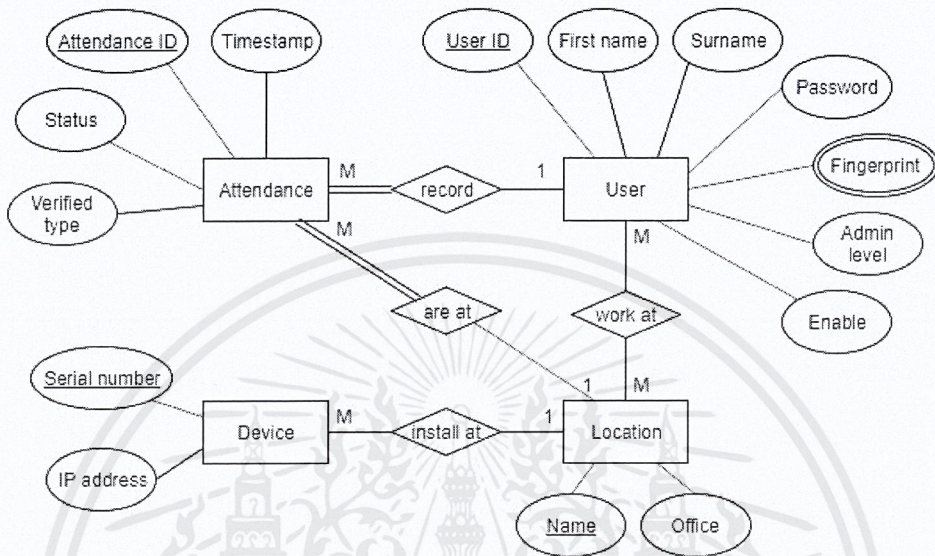 Attendance ID
Timestamp
User ID
First name
Surname
Status
Password
Verified
type
Attendance
M
record
1
User
Fingerprint
M
M
Admin
level
are at
work at
Enable
Serial number
1
M
Device
M
install at
1
Location
IP address
Name
Office